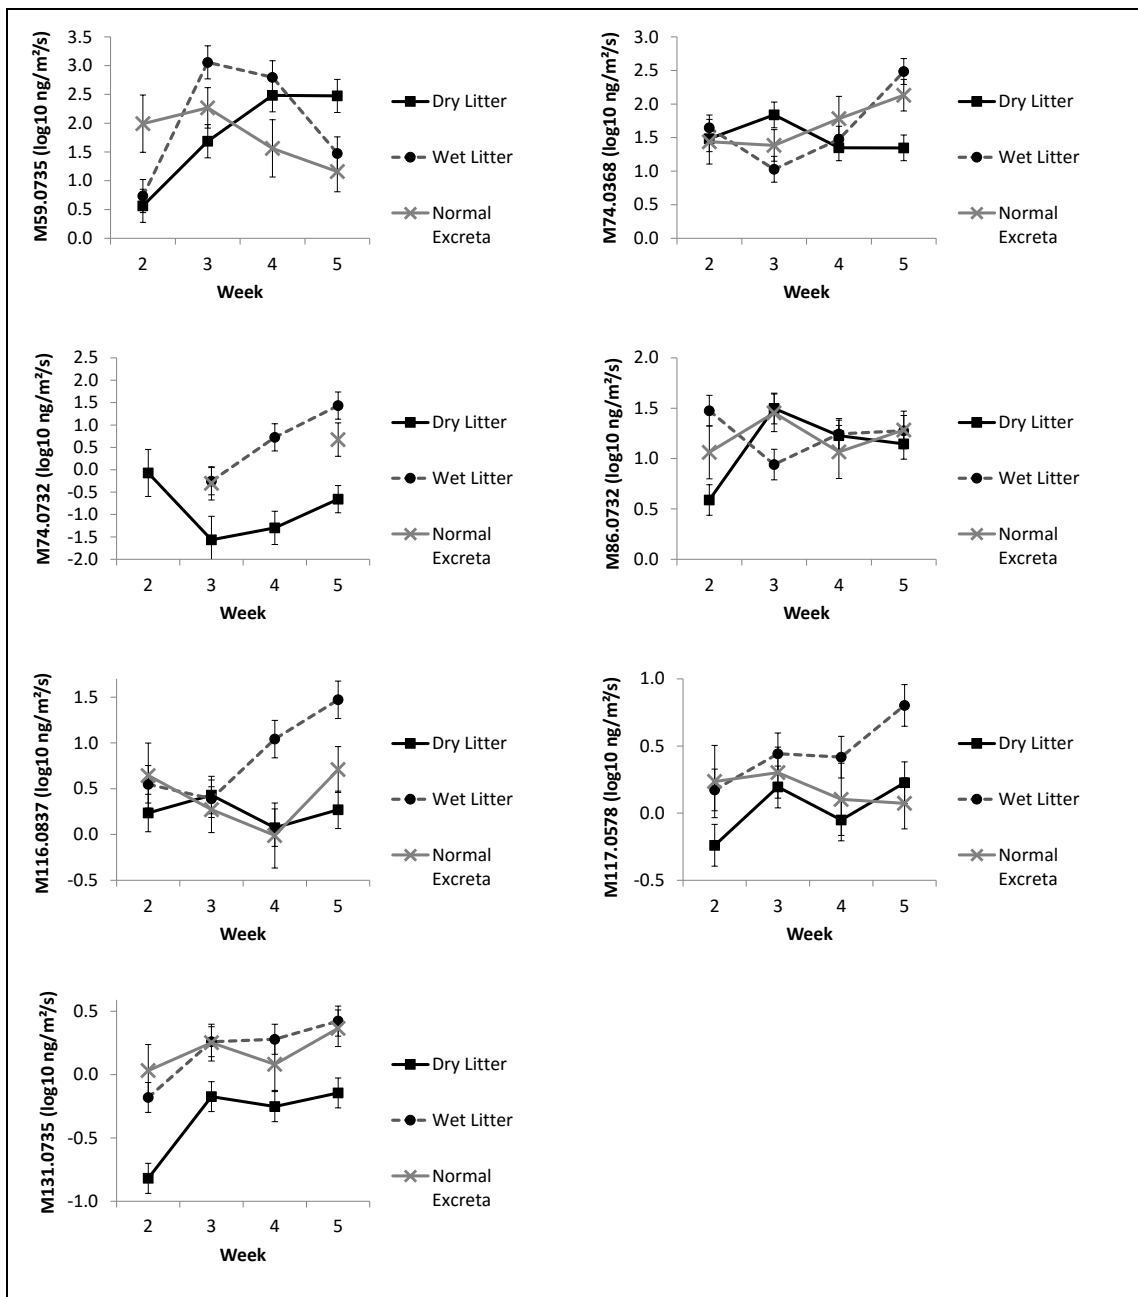 M59.0735 (log10 ng/m²/s)
3.5
3.0
2.5
2.0
1.5
1.0
0.5
0.0
2 3 4 5
Week
Dry Litter
Wet Litter
Normal
Excreta
M74.0368 (log10 ng/m²/s)
3.0
2.5
2.0
1.5
1.0
0.5
0.0
2 3 4 5
Week
Dry Litter
Wet Litter
Normal
Excreta
M74.0732 (log10 ng/m²/s)
2.5
2.0
1.5
1.0
0.5
0.0
-0.5
-1.0
-1.5
-2.0
2 3 4 5
Week
Dry Litter
Wet Litter
Normal
Excreta
M86.0732 (log10 ng/m²/s)
2.0
1.5
1.0
0.5
0.0
2 3 4 5
Week
Dry Litter
Wet Litter
Normal
Excreta
M116.0837 (log10 ng/m²/s)
1.5
1.0
0.5
0.0
-0.5
2 3 4 5
Week
Dry Litter
Wet Litter
Normal
Excreta
M117.0578 (log10 ng/m²/s)
1.0
0.5
0.0
-0.5
2 3 4 5
Week
Dry Litter
Wet Litter
Normal
Excreta
M131.0735 (log10 ng/m²/s)
0.5
0.0
-0.5
-1.0
2 3 4 5
Week
Dry Litter
Wet Litter
Normal
Excreta